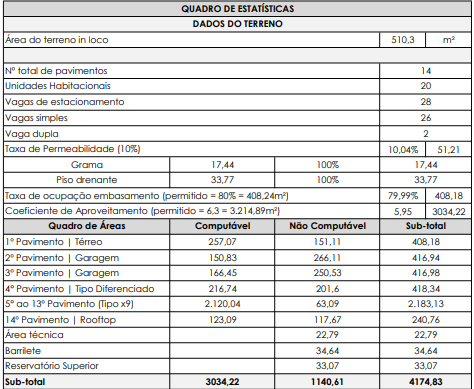 QUADRO DE ESTATÍSTICAS
DADOS DO TERRENO
Área do terreno in loco 510,3 m²
Nº total de pavimentos 14
Unidades Habitacionais 20
Vagas de estacionamento 28
Vagas simples 26
Vaga dupla 2
Taxa de Permeabilidade (10%) 10,04% 51,21
Grama 17,44 100% 17,44
Piso drenante 33,77 100% 33,77
Taxa de ocupação embasamento (permitido = 80% = 408,24m²) 79,99% 408,18
Coeficiente de Aproveitamento (permitido = 6,3 = 3.214,89m²) 5,95 3034,22
Quadro de Áreas Computável Não Computável Sub-total
1º Pavimento | Térreo 257,07 151,11 408,18
2º Pavimento | Garagem 150,83 266,11 416,94
3º Pavimento | Garagem 166,45 250,53 416,98
4º Pavimento | Tipo Diferenciado 216,74 201,6 418,34
5º ao 13º Pavimento (Tipo x9) 2.120,04 63,09 2.183,13
14º Pavimento | Rooftop 123,09 117,67 240,76
Área técnica 22,79 22,79
Barrilete 34,64 34,64
Reservatório Superior 33,07 33,07
Sub-total 3034,22 1140,61 4174,83